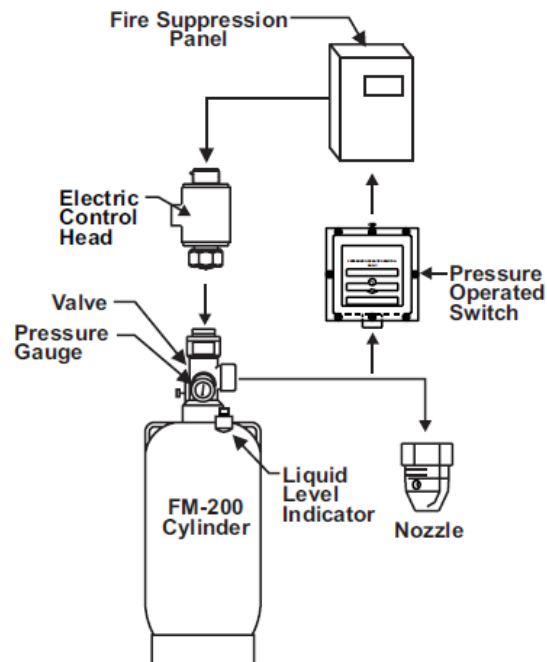 Fire Suppression
Panel
Electric
Control
Head
Pressure
Operated
Switch
Valve
Pressure
Gauge
Liquid
Level
Indicator
FM-200
Cylinder
Nozzle